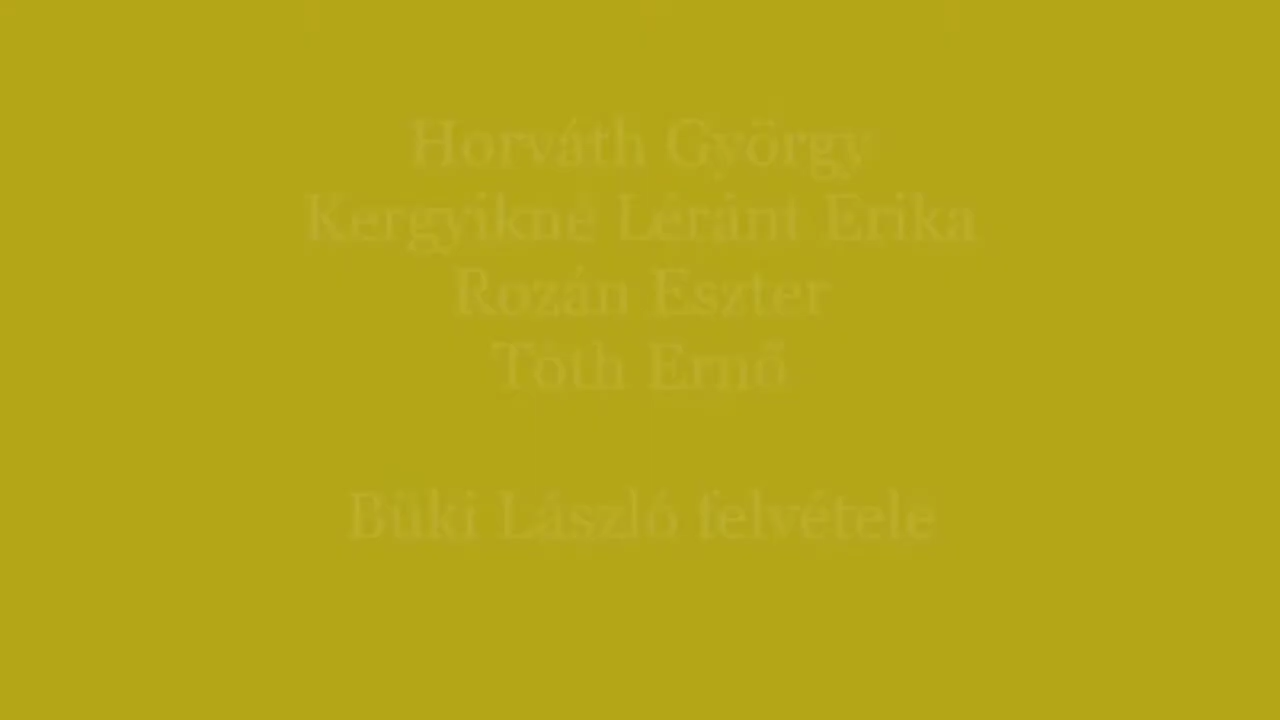 Horváth György
Kergyikné Léránt Erika
Rozán Eszter
Tóth Ernő
Büki László felvétele